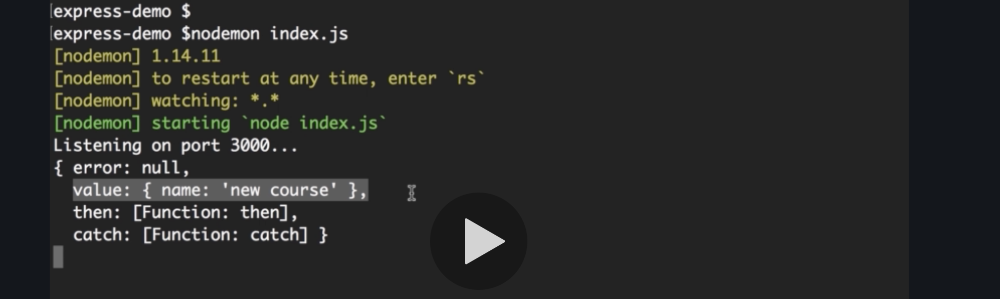 [express-demo $
[express-demo $nodemon index.js
[nodemon] 1.14.11
[nodemon] to restart at any time, enter `rs`
[nodemon] watching: *.*
[nodemon] starting `node index.js`
Listening on port 3000...
{ error: null,
  value: { name: 'new course' },
  then: [Function: then],
  catch: [Function: catch] }